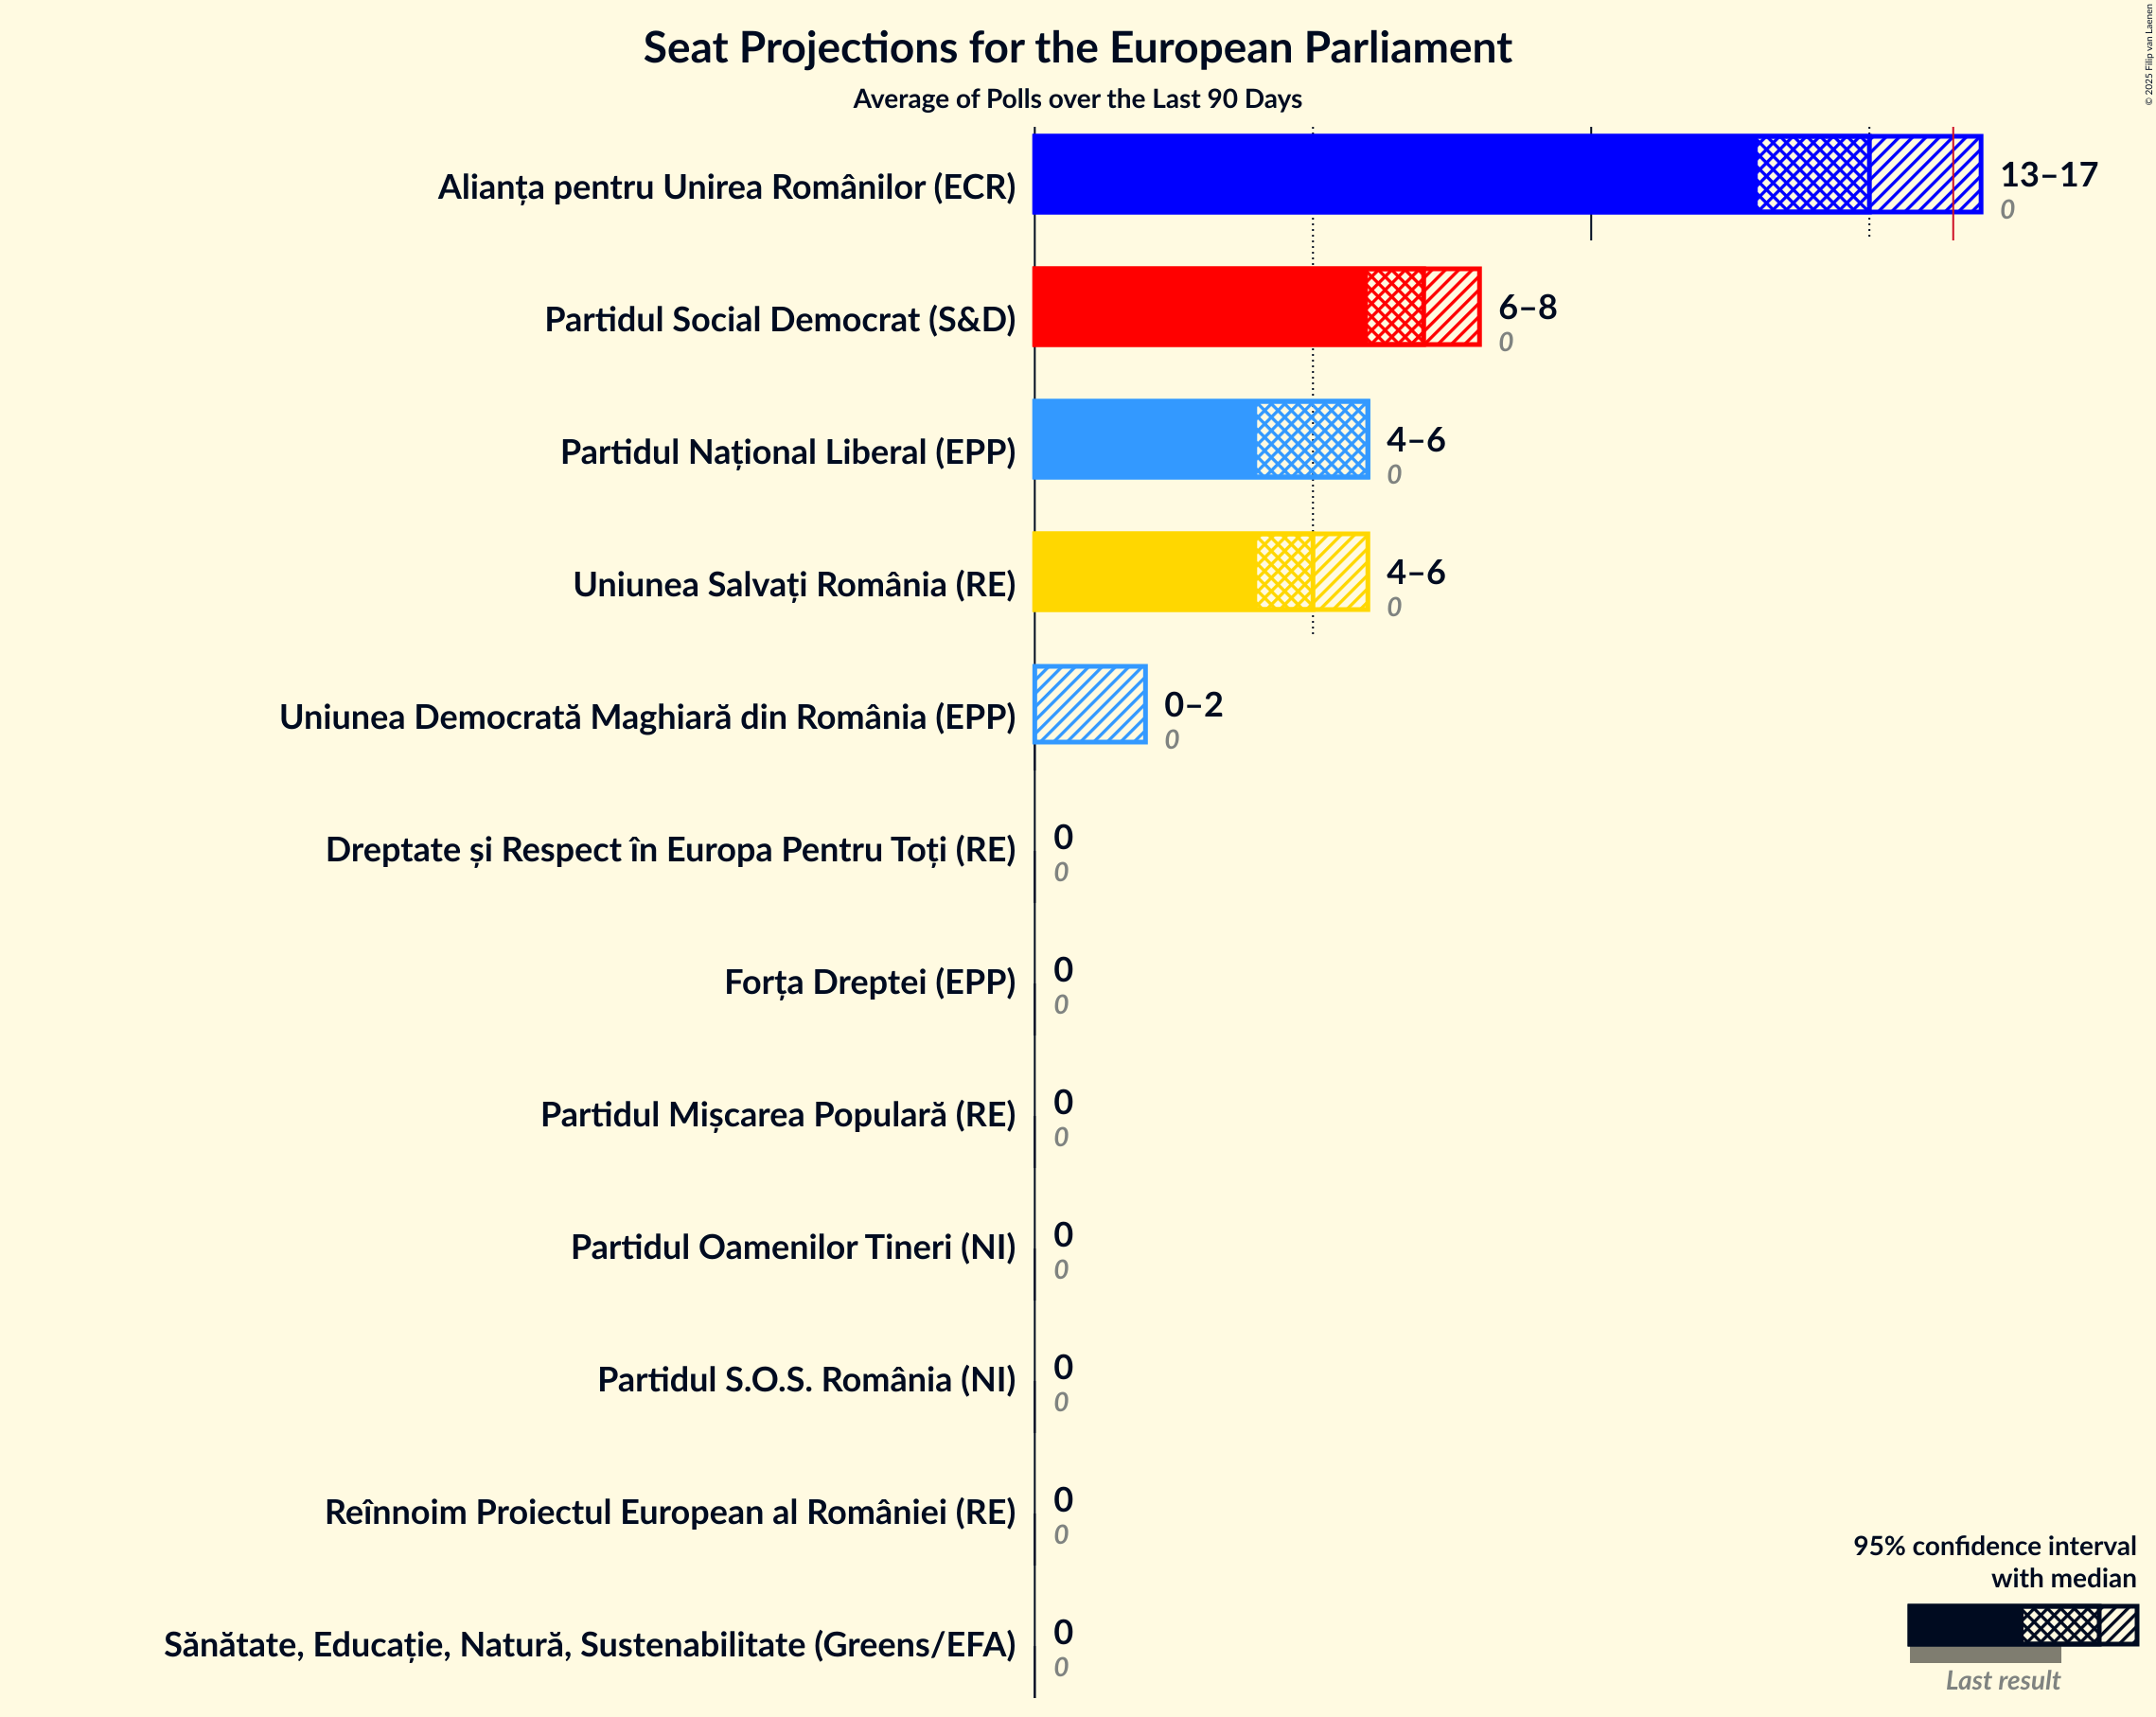 Seat Projections for the European Parliament
Average of Polls over the Last 90 Days
© 2025 Filip van Laenen
Alianța pentru Unirea Românilor (ECR)
13–17
0
Partidul Social Democrat (S&D)
6–8
0
Partidul Național Liberal (EPP)
4–6
0
Uniunea Salvați România (RE)
4–6
0
Uniunea Democrată Maghiară din România (EPP)
0–2
0
Dreptate și Respect în Europa Pentru Toți (RE)
0
0
Forța Dreptei (EPP)
0
0
Partidul Mișcarea Populară (RE)
0
0
Partidul Oamenilor Tineri (NI)
0
0
Partidul S.O.S. România (NI)
0
0
Reînnoim Proiectul European al României (RE)
0
0
Sănătate, Educație, Natură, Sustenabilitate (Greens/EFA)
0
0
95% confidence interval
with median
Last result